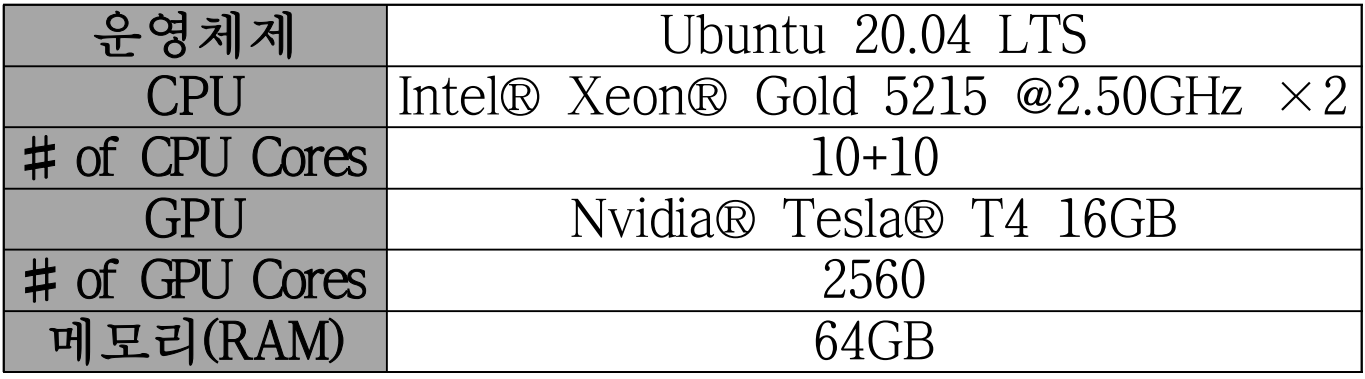 운영체제 Ubuntu 20.04 LTS
CPU Intel® Xeon® Gold 5215 @2.50GHz ×2
# of CPU Cores 10+10
GPU Nvidia® Tesla® T4 16GB
# of GPU Cores 2560
메모리(RAM) 64GB